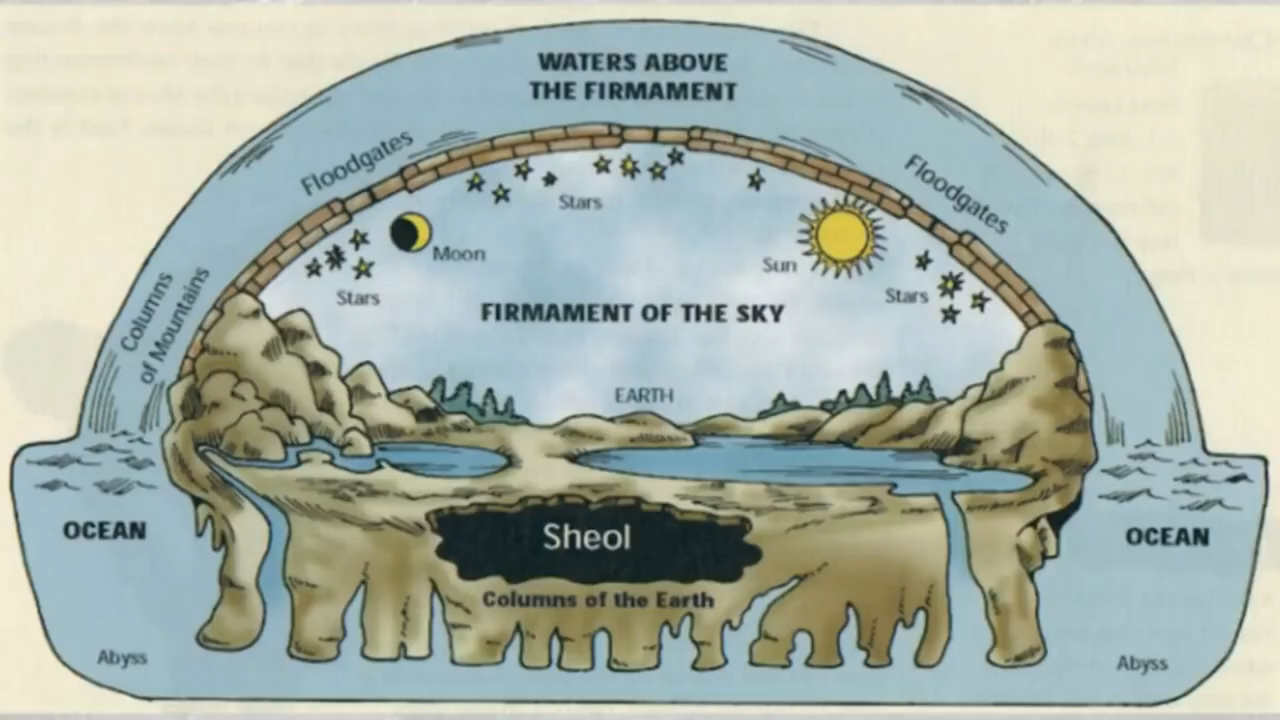 WATERS ABOVE
THE FIRMAMENT
Floodgates
Floodgates
Stars
Moon
Sun
Stars
Stars
Columns
of Mountains
FIRMAMENT OF THE SKY
EARTH
OCEAN
Sheol
OCEAN
Columns of the Earth
Abyss
Abyss